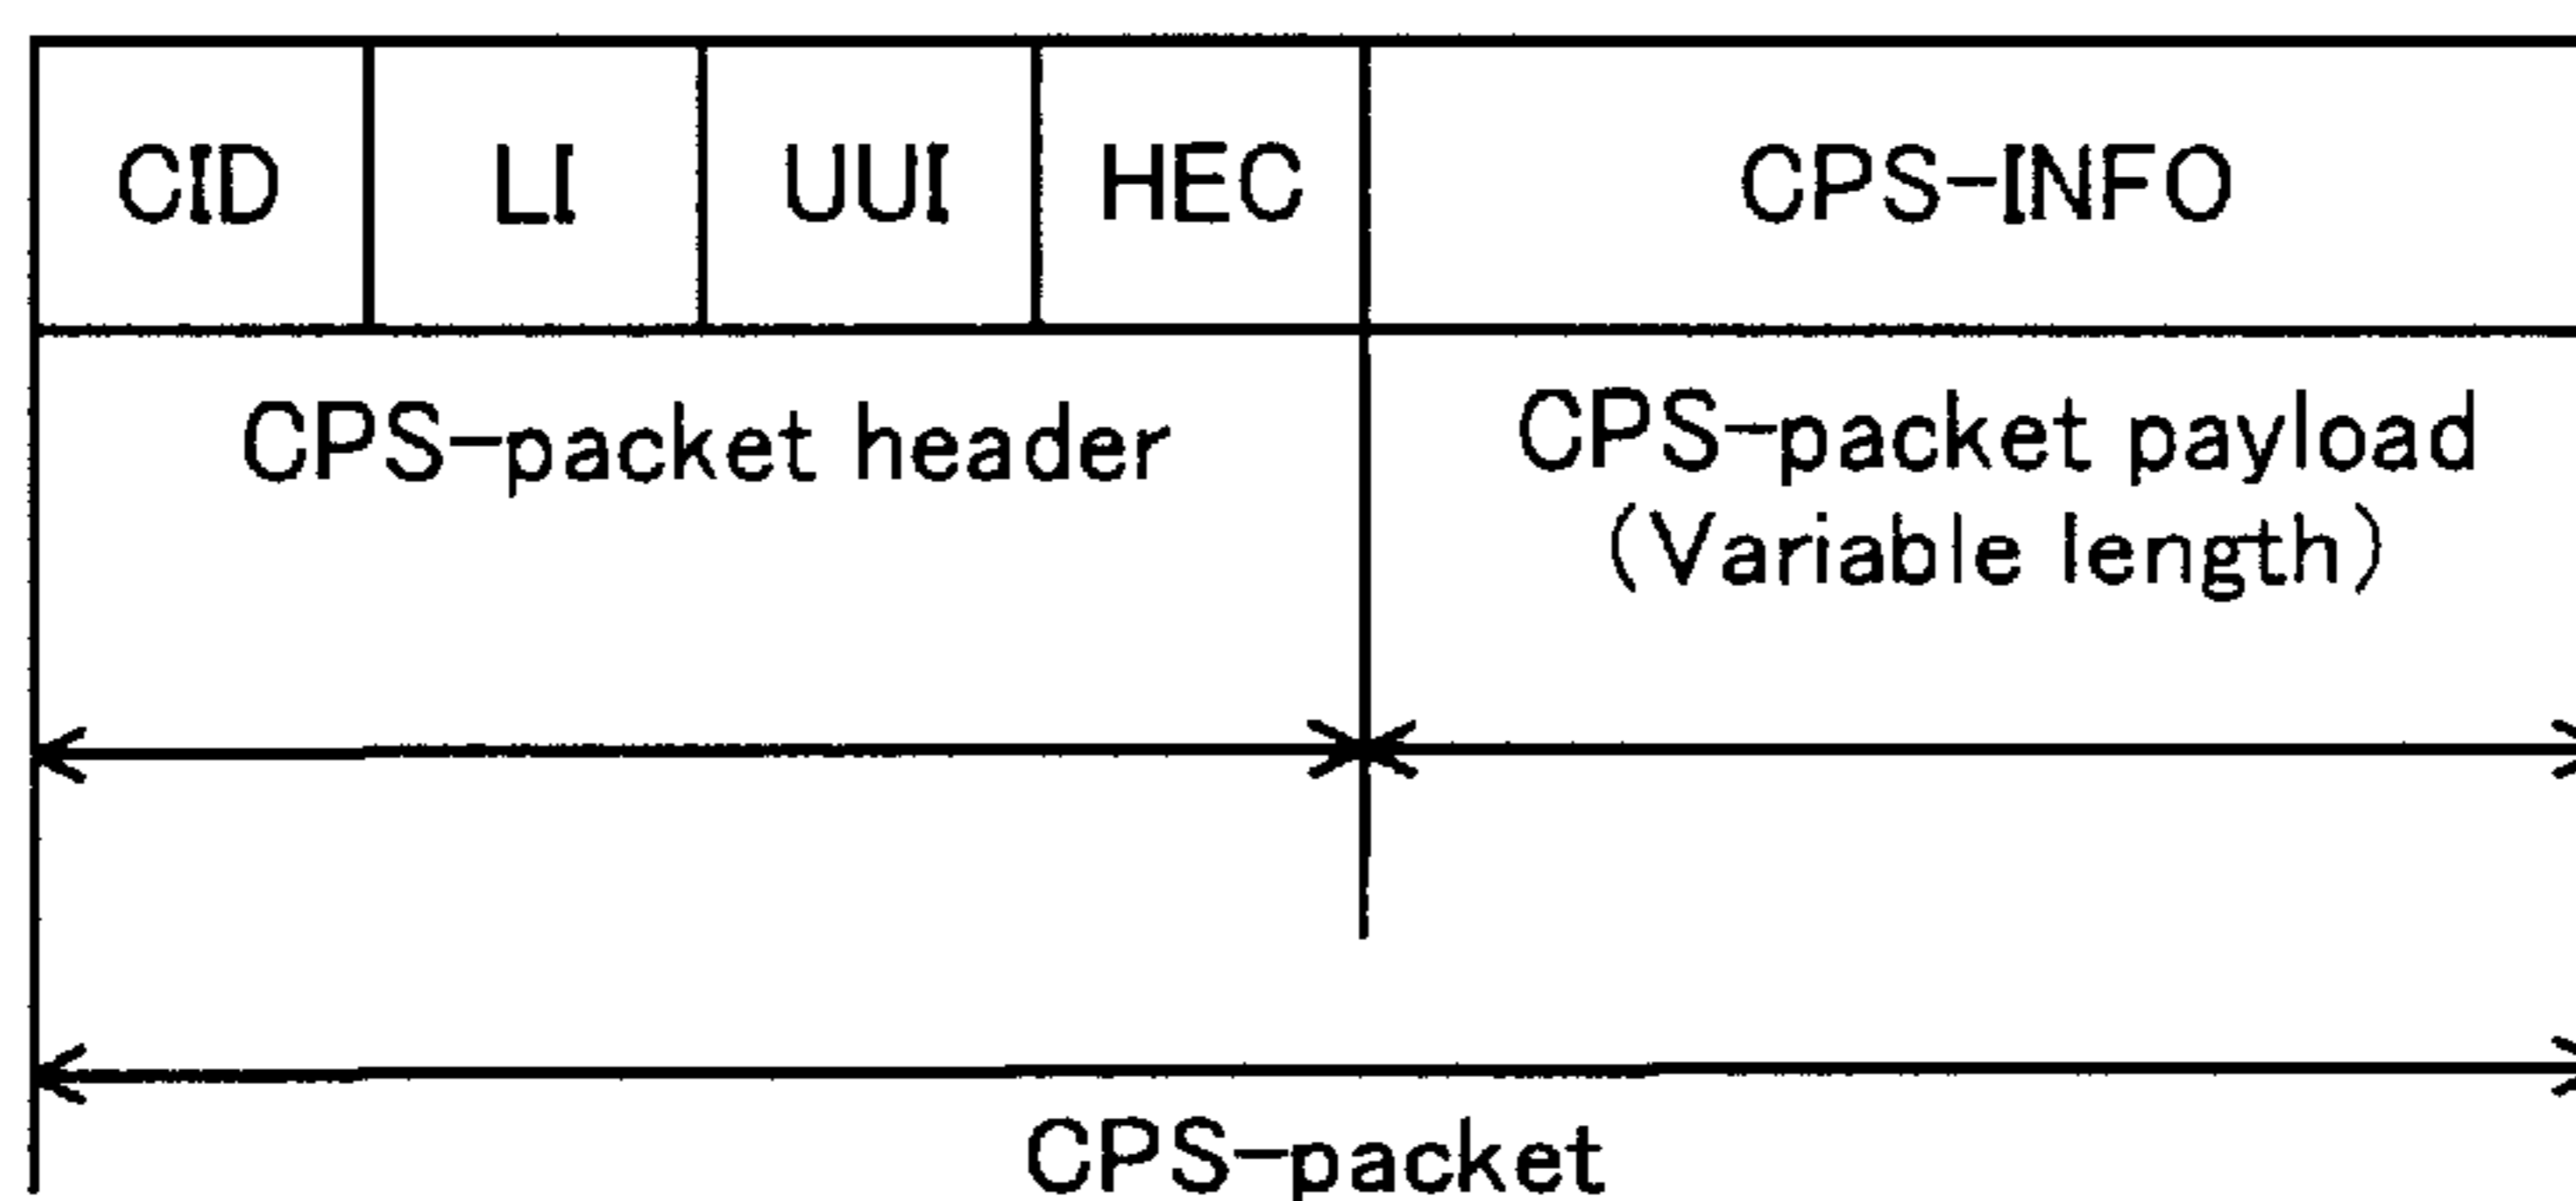 CID LI UUI HEC CPS-INFO
CPS-packet header CPS-packet payload
(Variable length)
CPS-packet